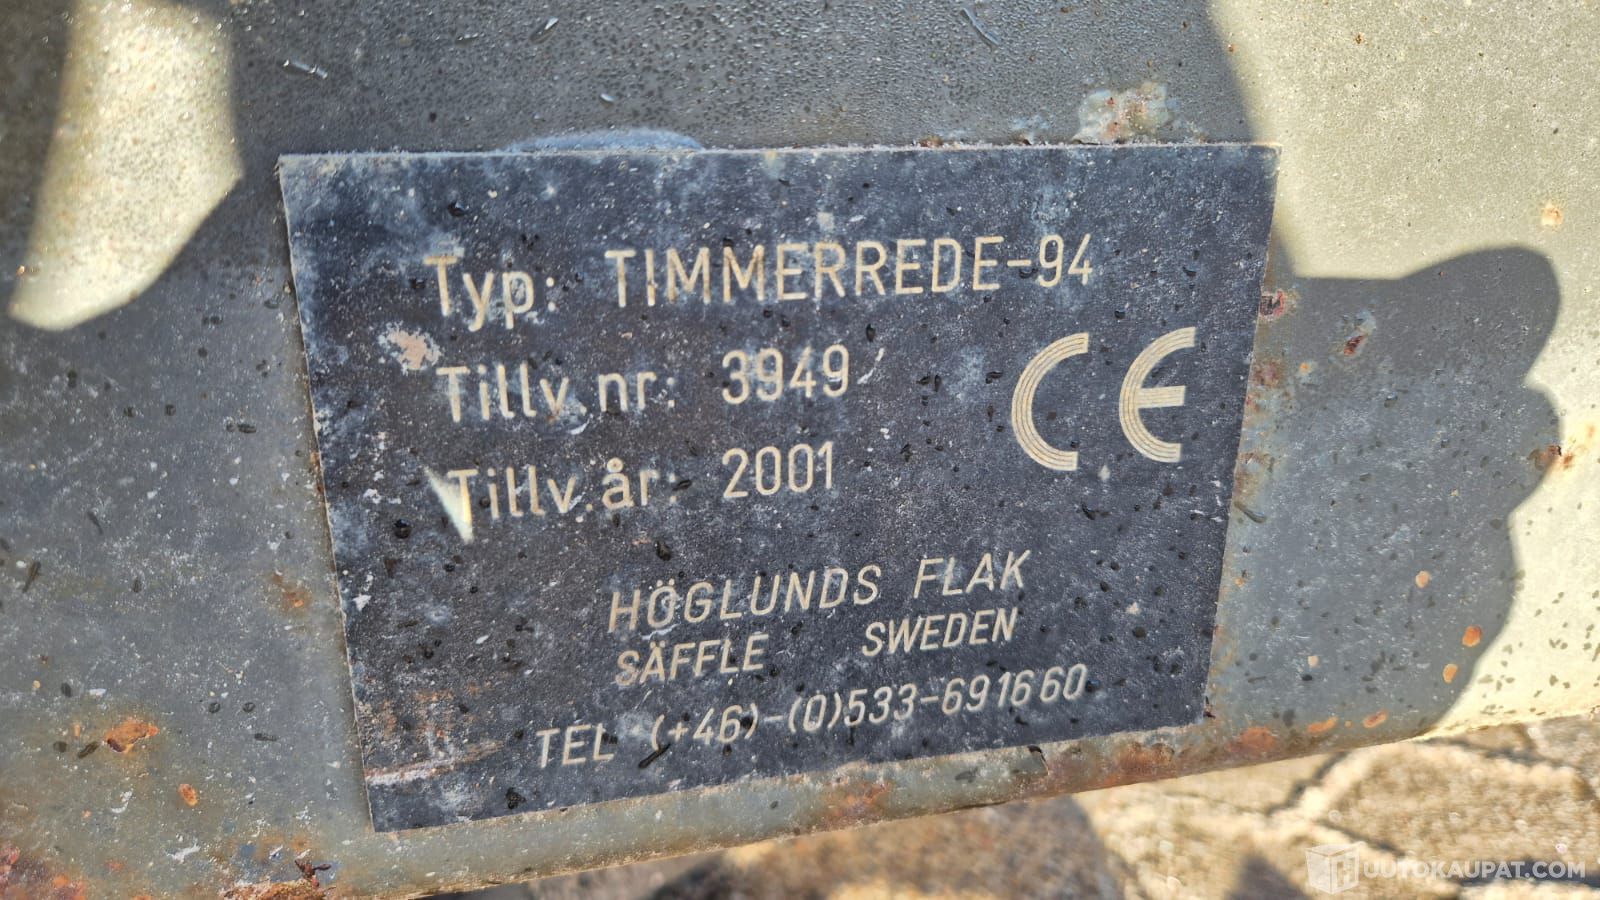 Typ: TIMMERREDE-94
Tillv.nr: 3949
Tillv.år: 2001
CE
HÖGLUNDS FLAK
SÄFFLE SWEDEN
TEL (+46)-(0)533-691660
UUTOKAUPAT.COM